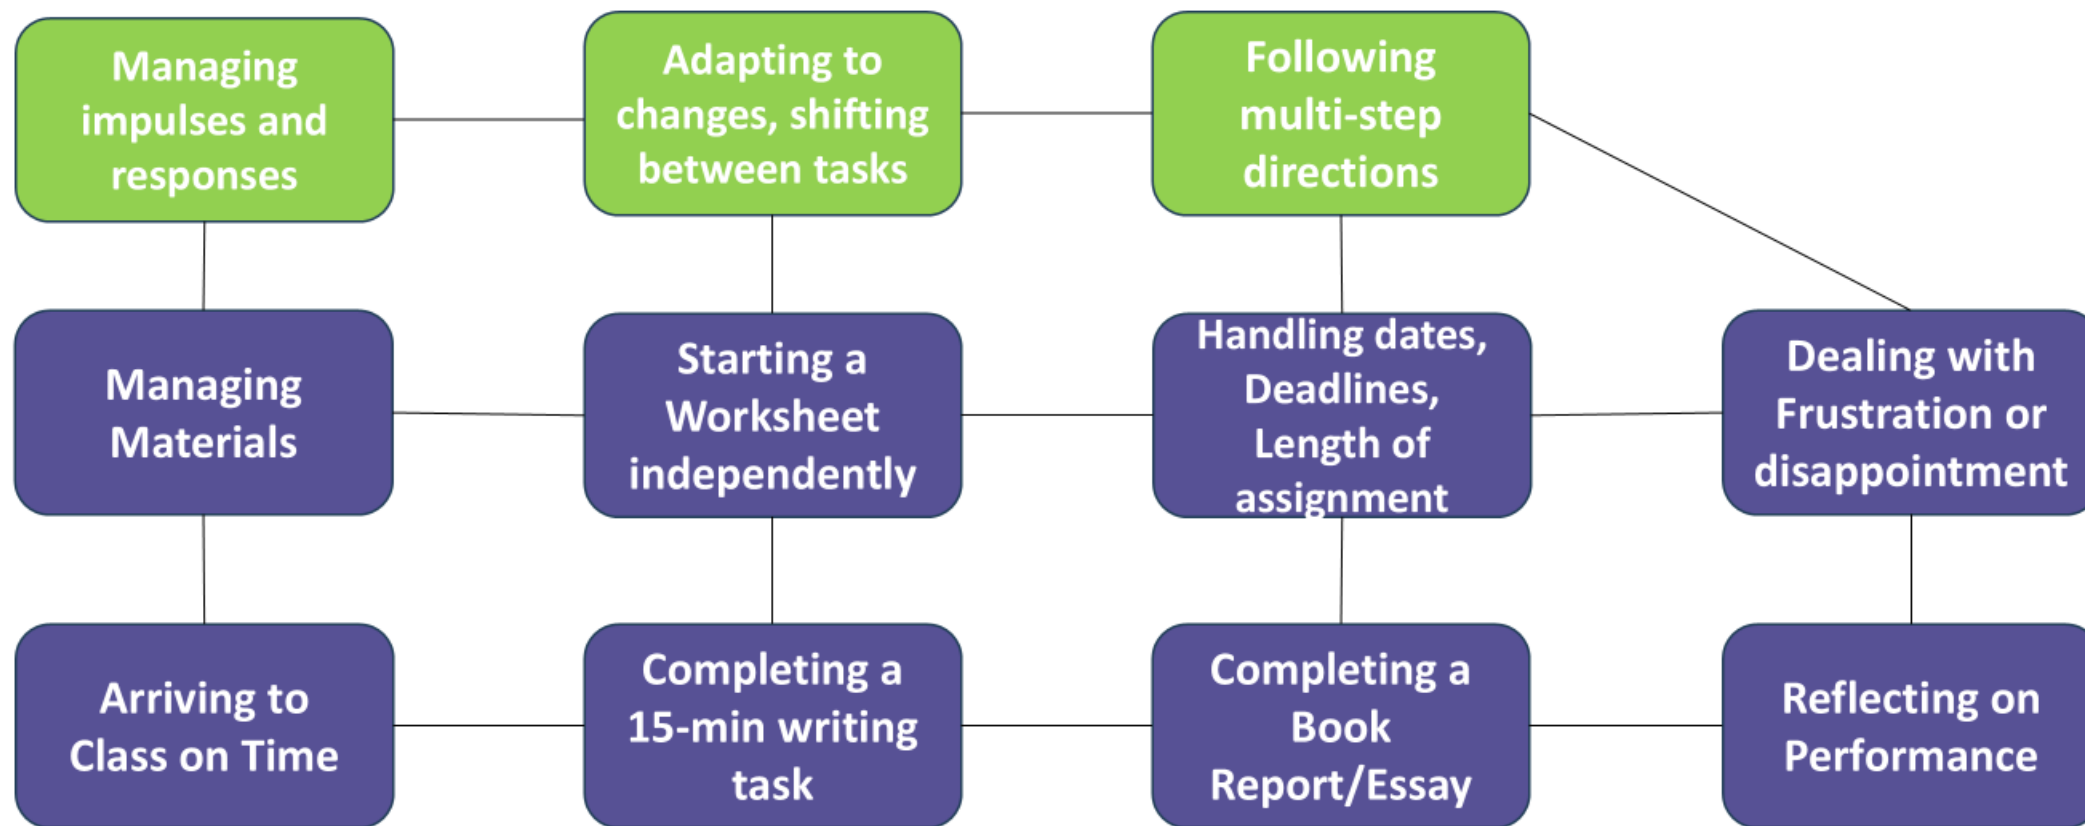 Managing
impulses and
responses
Adapting to
changes, shifting
between tasks
Following
multi-step
directions
Managing
Materials
Starting a
Worksheet
independently
Handling dates,
Deadlines,
Length of
assignment
Dealing with
Frustration or
disappointment
Arriving to
Class on Time
Completing a
15-min writing
task
Completing a
Book
Report/Essay
Reflecting on
Performance